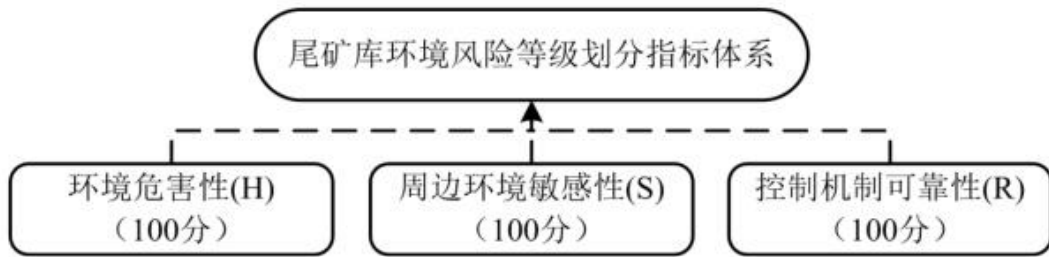 尾矿库环境风险等级划分指标体系
环境危害性(H)
（100分）
周边环境敏感性(S)
（100分）
控制机制可靠性(R)
（100分）